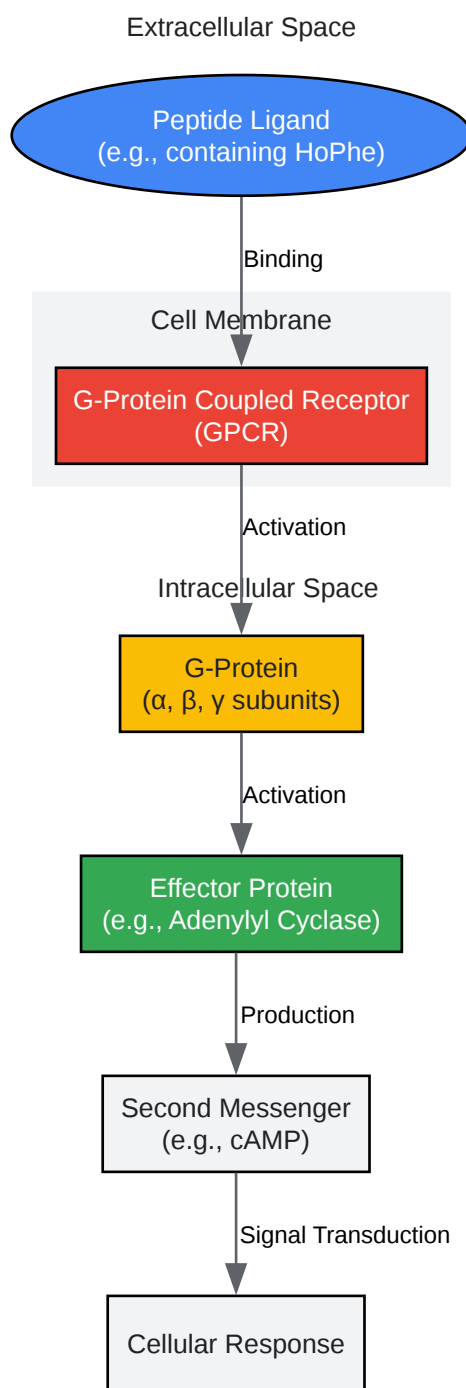 Extracellular Space
Peptide Ligand
(e.g., containing HoPhe)
Binding
Cell Membrane
G-Protein Coupled Receptor
(GPCR)
Activation
Intracellular Space
G-Protein
(α, β, γ subunits)
Activation
Effector Protein
(e.g., Adenylyl Cyclase)
Production
Second Messenger
(e.g., cAMP)
Signal Transduction
Cellular Response